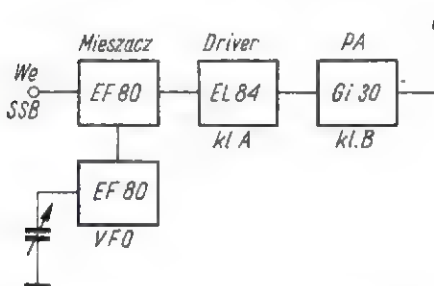 Mieszacz
Driver
PA
We
SSB
EF 80
EL 84
Gi 30
kl A
kl.B
EF 80
VFO